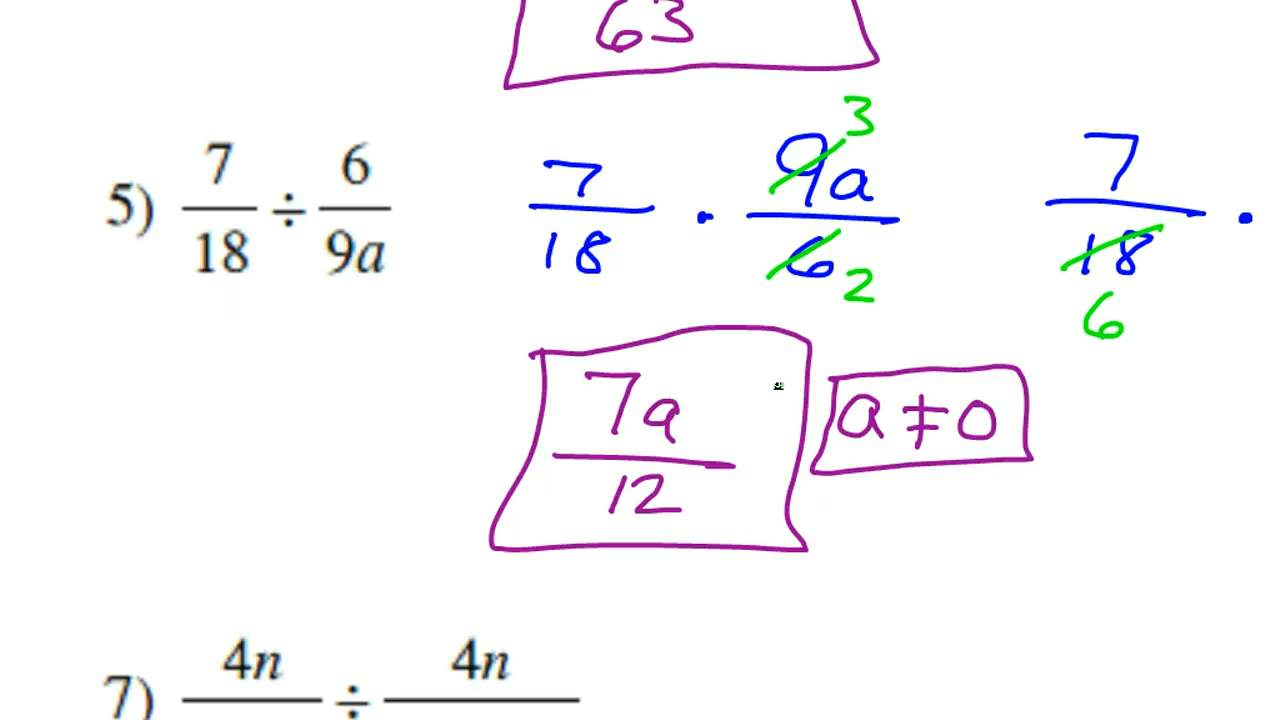 63
5) 7/18 ÷ 6/9a 7/18 · 9a/6 3 2 7/18 · 6
7a/12 a ≠ 0
7) 4n ÷ 4n